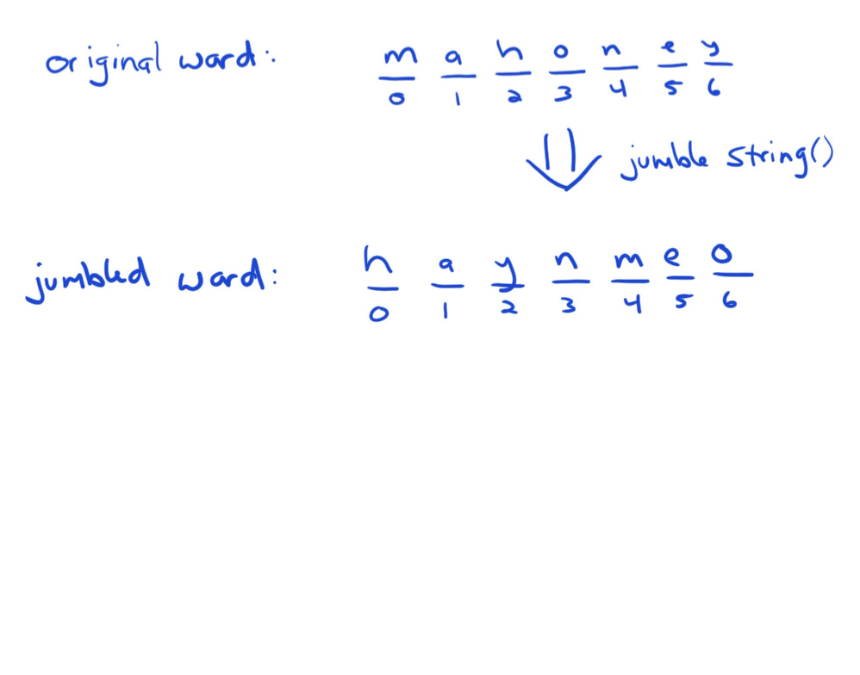 original word: m a h o n e y
0 1 2 3 4 5 6
jumble string()
jumbled word: h a y n m e o
0 1 2 3 4 5 6